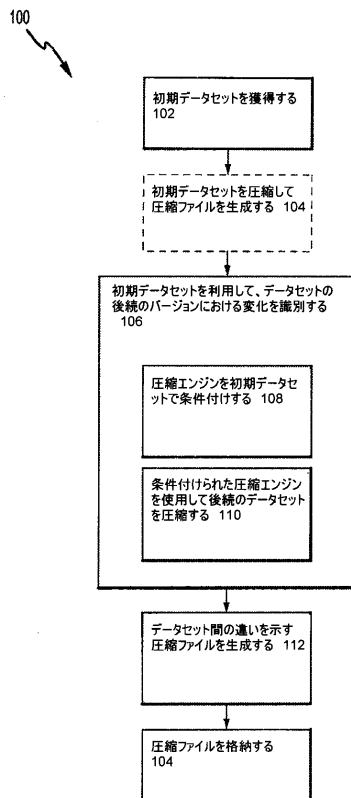 100
初期データセットを獲得する
102
初期データセットを圧縮して
圧縮ファイルを生成する 104
初期データセットを利用して、データセットの
後続のバージョンにおける変化を識別する
106
圧縮エンジンを初期データセ
ットで条件付けする 108
条件付けられた圧縮エンジン
を使用して後続のデータセット
を圧縮する 110
データセット間の違いを示す
圧縮ファイルを生成する 112
圧縮ファイルを格納する
104